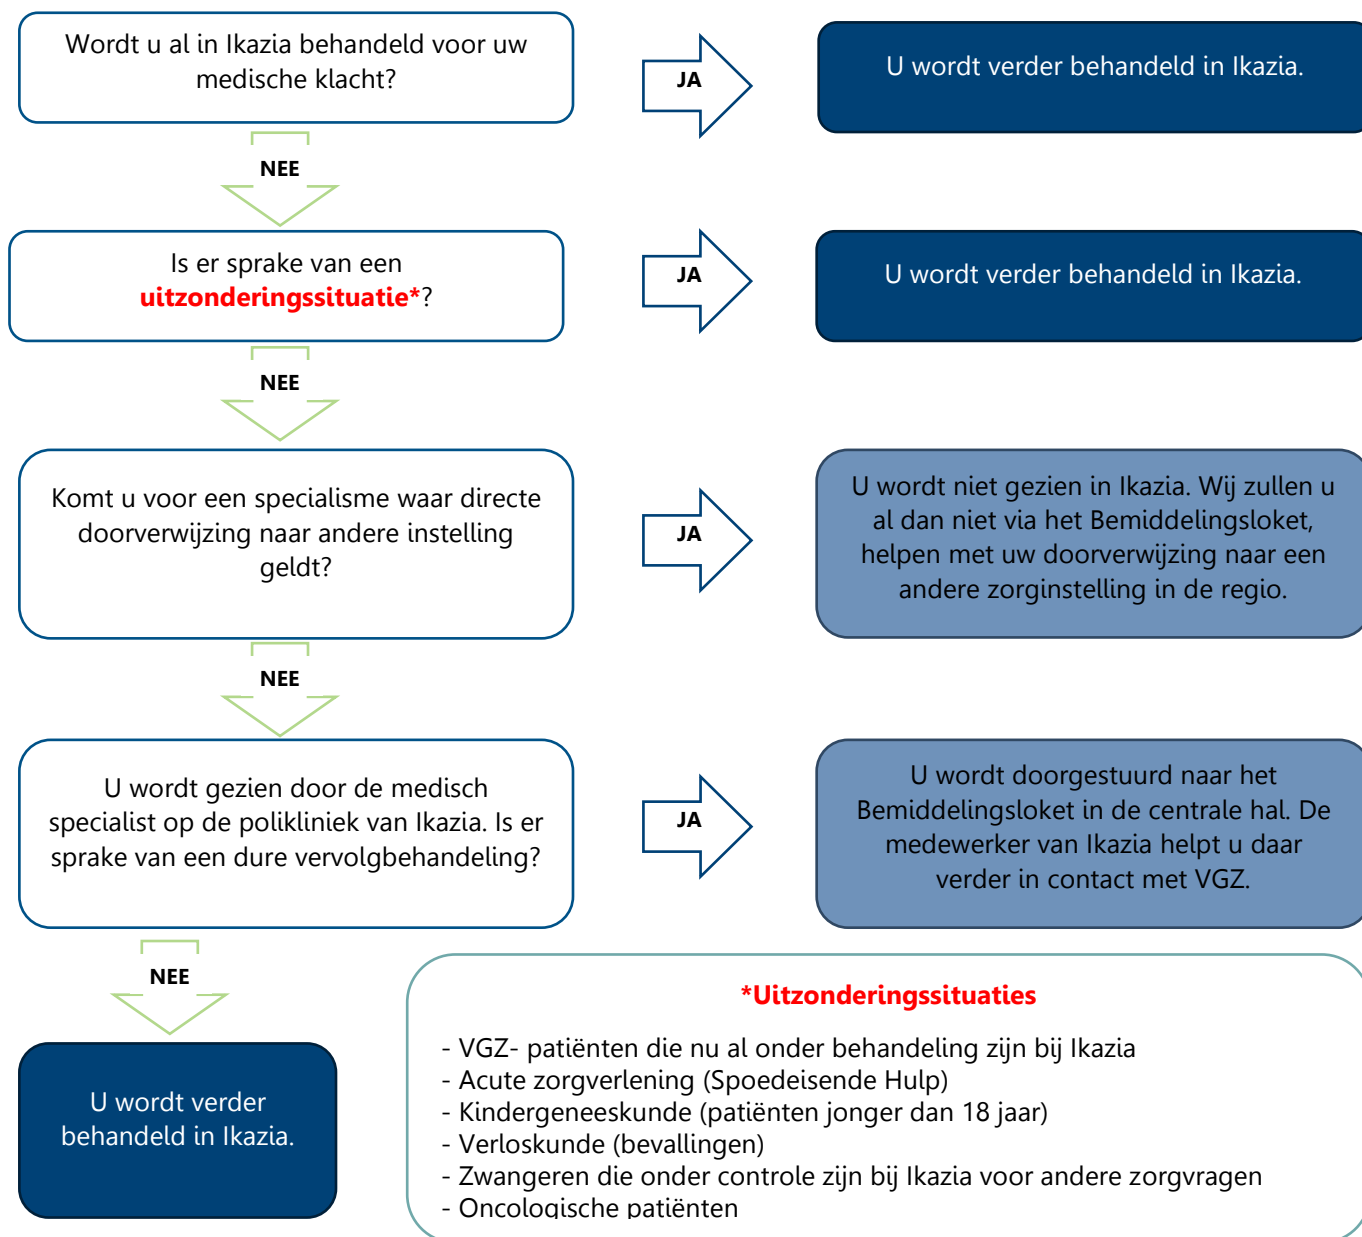 Wordt u al in Ikazia behandeld voor uw
medische klacht?
JA
U wordt verder behandeld in Ikazia.
NEE
Is er sprake van een
uitzonderingssituatie*?
JA
U wordt verder behandeld in Ikazia.
NEE
Komt u voor een specialisme waar directe
doorverwijzing naar andere instelling
geldt?
JA
U wordt niet gezien in Ikazia. Wij zullen u
al dan niet via het Bemiddelingsloket,
helpen met uw doorverwijzing naar een
andere zorginstelling in de regio.
NEE
U wordt gezien door de medisch
specialist op de polikliniek van Ikazia. Is er
sprake van een dure vervolgbehandeling?
JA
U wordt doorgestuurd naar het
Bemiddelingsloket in de centrale hal. De
medewerker van Ikazia helpt u daar
verder in contact met VGZ.
NEE
U wordt verder
behandeld in Ikazia.
*Uitzonderingssituaties
- VGZ- patiënten die nu al onder behandeling zijn bij Ikazia
- Acute zorgverlening (Spoedeisende Hulp)
- Kindergeneeskunde (patiënten jonger dan 18 jaar)
- Verloskunde (bevallingen)
- Zwangeren die onder controle zijn bij Ikazia voor andere zorgvragen
- Oncologische patiënten